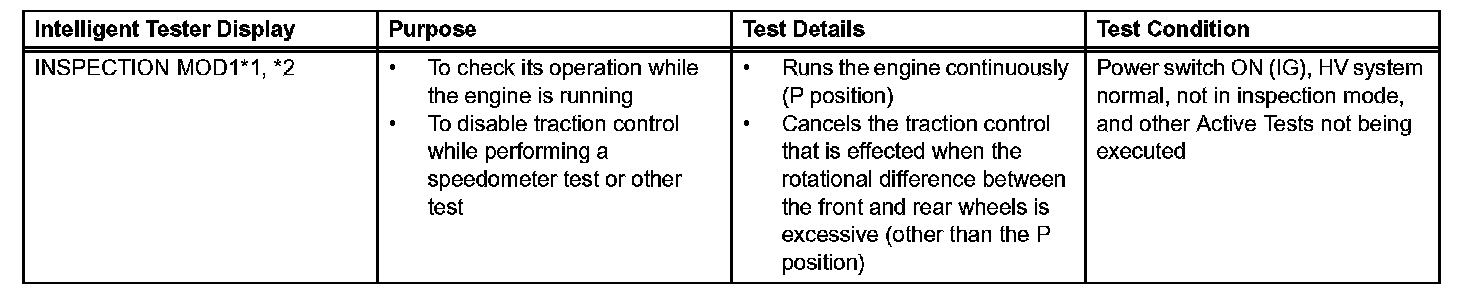 Intelligent Tester Display
Purpose
Test Details
Test Condition
INSPECTION MOD1*1, *2
• To check its operation while
the engine is running
• To disable traction control
while performing a
speedometer test or other
test
• Runs the engine continuously
(P position)
• Cancels the traction control
that is effected when the
rotational difference between
the front and rear wheels is
excessive (other than the P
position)
Power switch ON (IG), HV system
normal, not in inspection mode,
and other Active Tests not being
executed